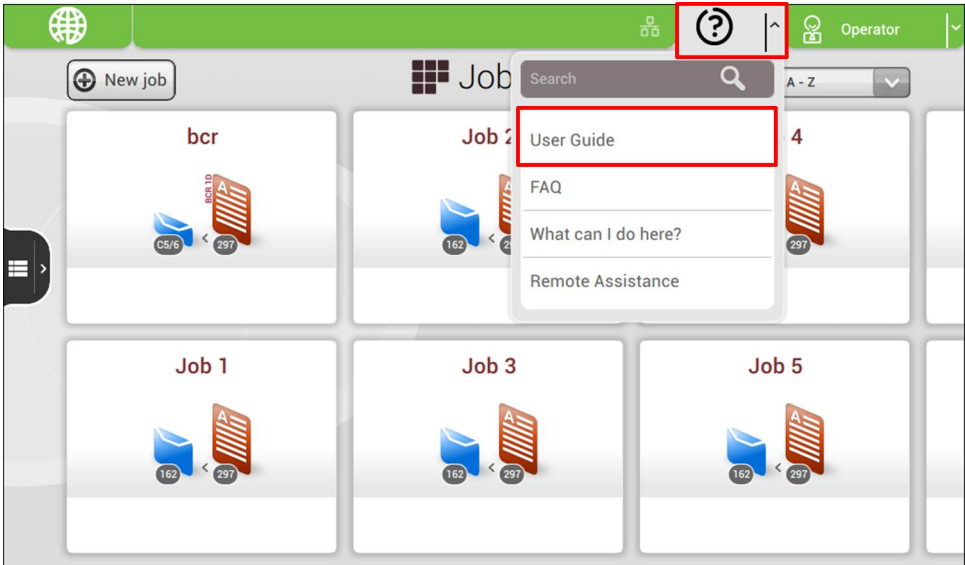 Operator
New job
Job
Search
A - Z
User Guide
FAQ
What can I do here?
Remote Assistance
bcr
BCR 1D
A
C5/6
<
297
Job 2
A
162
<
4
A
297
Job 1
A
162
<
297
Job 3
A
162
<
297
Job 5
A
162
<
297